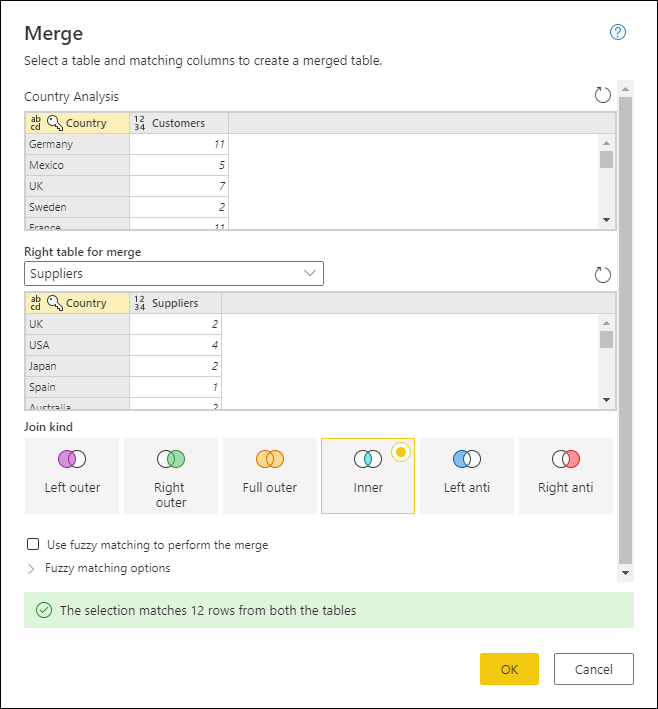 Merge
Select a table and matching columns to create a merged table.
Country Analysis
ab cd Country 12 34 Customers
Germany 11
Mexico 5
UK 7
Sweden 2
France 11
Right table for merge
Suppliers
ab cd Country 12 34 Suppliers
UK 2
USA 4
Japan 2
Spain 1
Australia 2
Join kind
Left outer Right outer Full outer Inner Left anti Right anti
Use fuzzy matching to perform the merge
Fuzzy matching options
The selection matches 12 rows from both the tables
OK Cancel